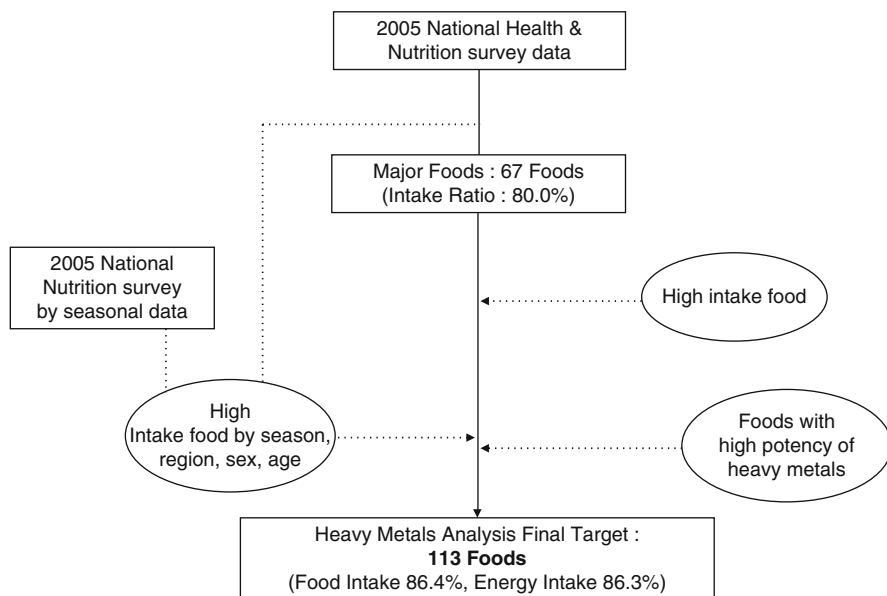 2005 National Health &
Nutrition survey data
Major Foods : 67 Foods
(Intake Ratio : 80.0%)
2005 National
Nutrition survey
by seasonal data
High intake food
High
Intake food by season,
region, sex, age
Foods with
high potency of
heavy metals
Heavy Metals Analysis Final Target :
113 Foods
(Food Intake 86.4%, Energy Intake 86.3%)